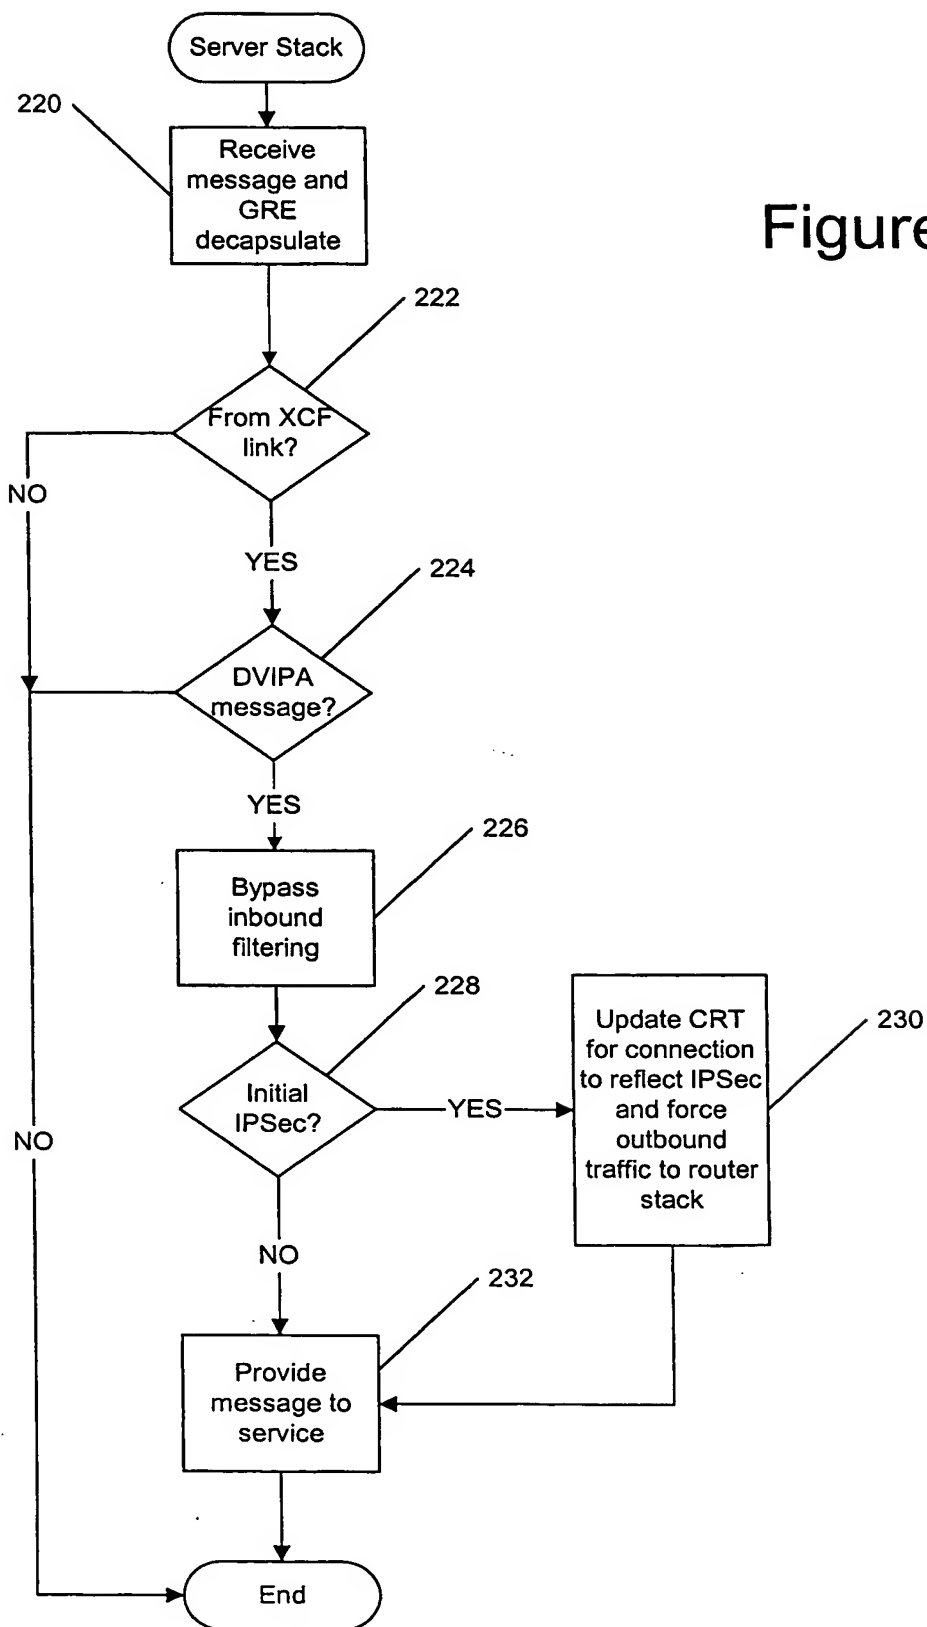 Server Stack
220
Receive
message and
GRE
decapsulate
Figure
222
From XCF
link?
NO
YES
224
DVIPA
message?
YES
226
Bypass
inbound
filtering
228
Initial
IPSec?
YES
Update CRT
for connection
to reflect IPSec
and force
outbound
traffic to router
stack
230
NO
NO
232
Provide
message to
service
End